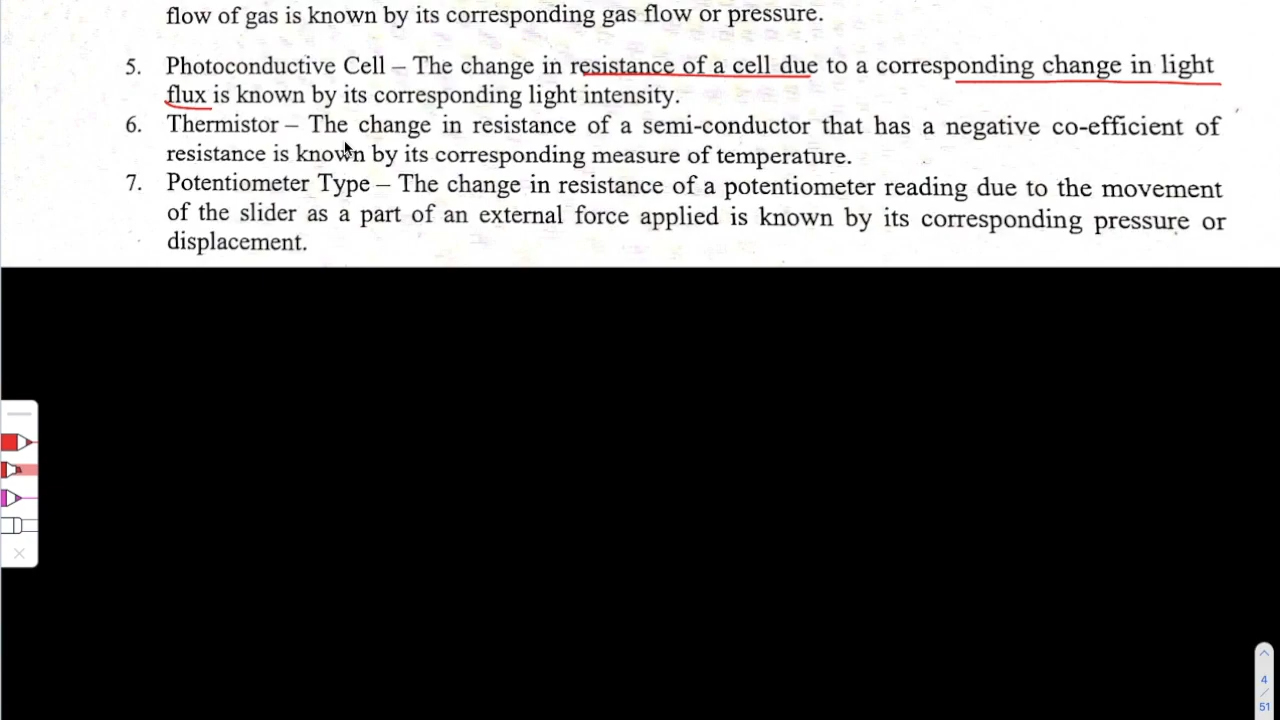 flow of gas is known by its corresponding gas flow or pressure.
5. Photoconductive Cell – The change in resistance of a cell due to a corresponding change in light
flux is known by its corresponding light intensity.
6. Thermistor – The change in resistance of a semi-conductor that has a negative co-efficient of
resistance is known by its corresponding measure of temperature.
7. Potentiometer Type – The change in resistance of a potentiometer reading due to the movement
of the slider as a part of an external force applied is known by its corresponding pressure or
displacement.
4
/
51